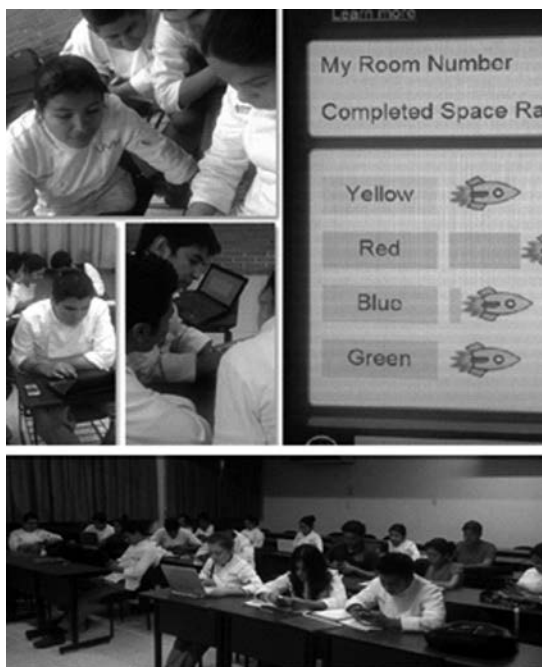 Learn more
My Room Number
Completed Space Ra
Yellow
Red
Blue
Green